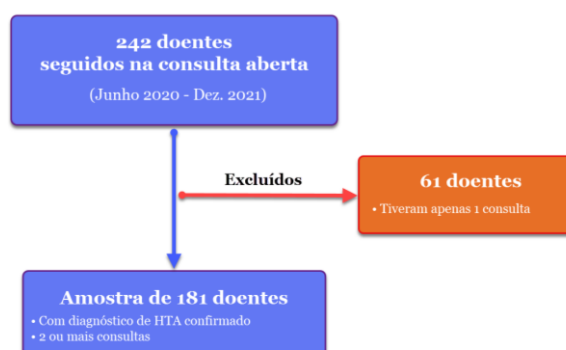 242 doentes
seguidos na consulta aberta
(Junho 2020 - Dez. 2021)
Excluídos
61 doentes
• Tiveram apenas 1 consulta
Amostra de 181 doentes
• Com diagnóstico de HTA confirmado
• 2 ou mais consultas